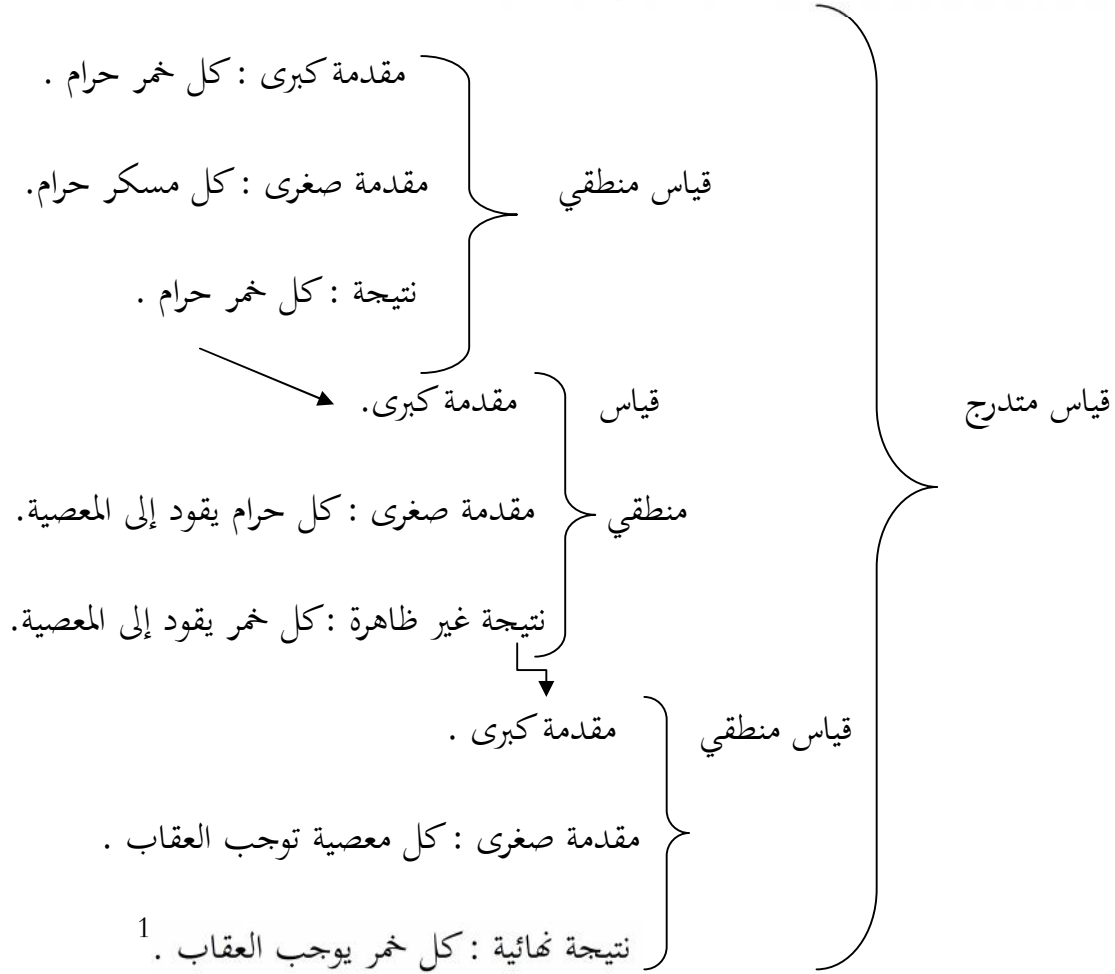 مقدمة كبرى : كل خمر حرام .
قياس منطقي مقدمة صغرى : كل مسكر حرام.
نتيجة : كل خمر حرام .
قياس متدرج قياس مقدمة كبرى.
منطقي مقدمة صغرى : كل حرام يقود إلى المعصية.
نتيجة غير ظاهرة : كل خمر يقود إلى المعصية.
قياس منطقي مقدمة كبرى .
مقدمة صغرى : كل معصية توجب العقاب .
نتيجة نهائية : كل خمر يوجب العقاب .1